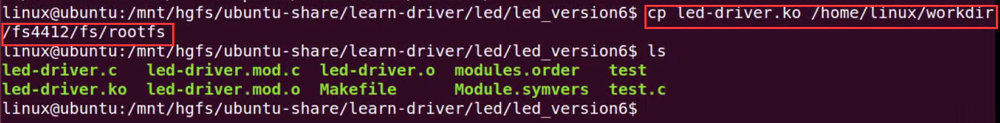 linux@ubuntu:/mnt/hgfs/ubuntu-share/learn-driver/led/led_version6$ cp led-driver.ko /home/linux/workdir
/fs4412/fs/rootfs
linux@ubuntu:/mnt/hgfs/ubuntu-share/learn-driver/led/led_version6$ ls
led-driver.c led-driver.mod.c led-driver.o modules.order test
led-driver.ko led-driver.mod.o Makefile Module.symvers test.c
linux@ubuntu:/mnt/hgfs/ubuntu-share/learn-driver/led/led_version6$